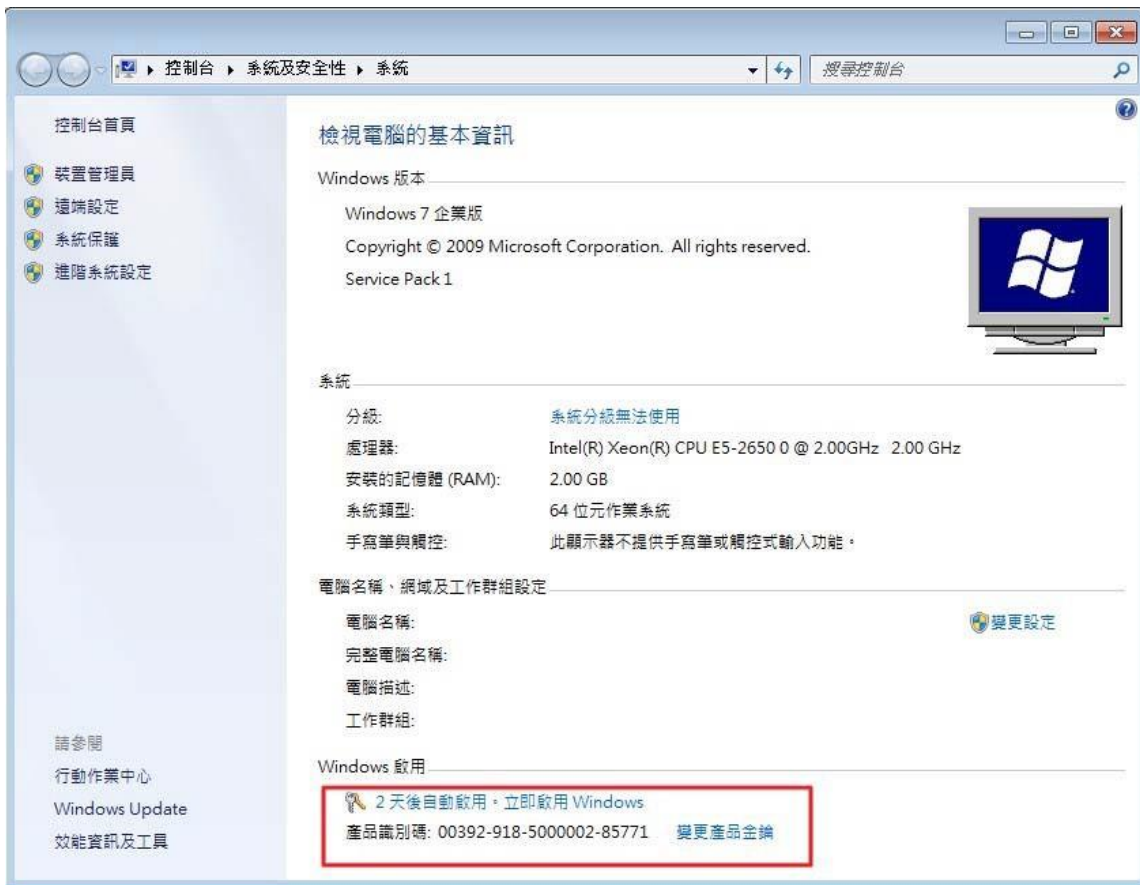 控制台 ▸ 系統及安全性 ▸ 系統
搜尋控制台
控制台首頁
裝置管理員
遠端設定
系統保護
進階系統設定
檢視電腦的基本資訊
Windows 版本
Windows 7 企業版
Copyright © 2009 Microsoft Corporation. All rights reserved.
Service Pack 1
系統
分級: 系統分級無法使用
處理器: Intel(R) Xeon(R) CPU E5-2650 0 @ 2.00GHz 2.00 GHz
安裝的記憶體 (RAM): 2.00 GB
系統類型: 64 位元作業系統
手寫筆與觸控: 此顯示器不提供手寫筆或觸控式輸入功能。
電腦名稱、網域及工作群組設定
電腦名稱: 變更設定
完整電腦名稱:
電腦描述:
工作群組:
Windows 啟用
2 天後自動啟用。立即啟用 Windows
產品識別碼: 00392-918-5000002-85771 變更產品金鑰
請參閱
行動作業中心
Windows Update
效能資訊及工具